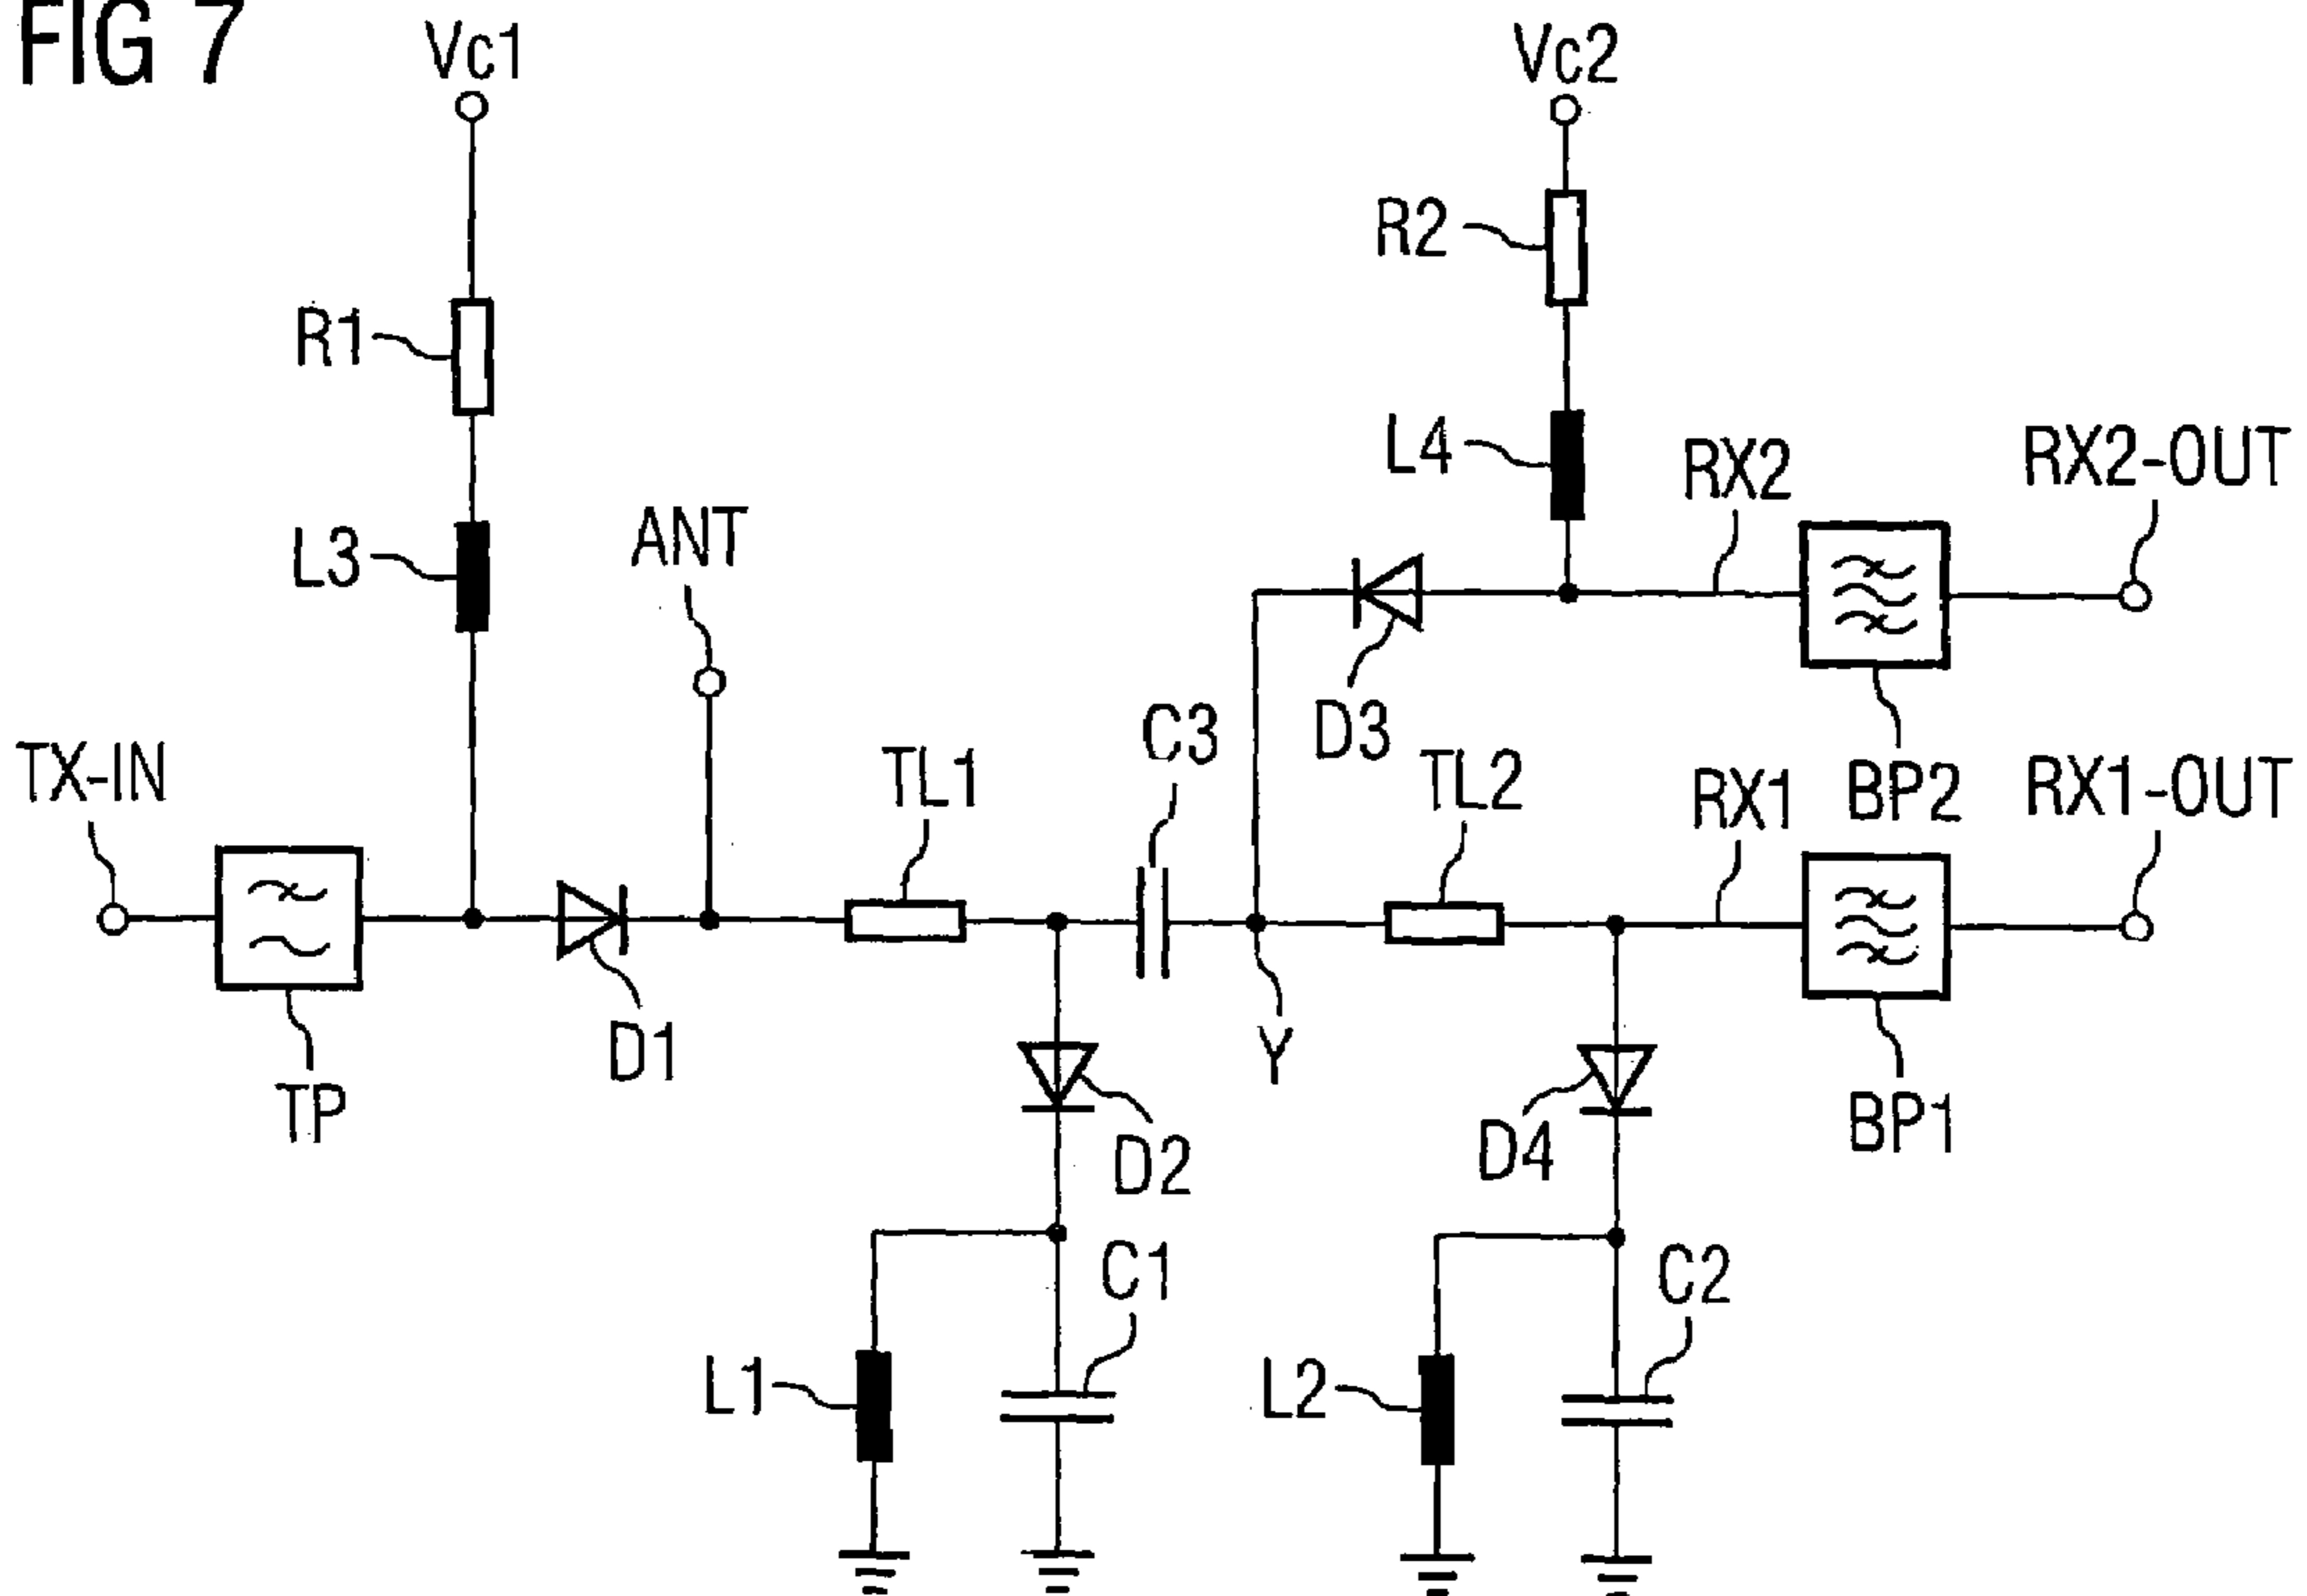 FIG 7
Vc1
Vc2
R2
R1
L4
RX2
RX2-OUT
ANT
L3
D3
C3
TX-IN
TL1
TL2
RX1
BP2
RX1-OUT
D1
Y
TP
D2
D4
BP1
C1
C2
L1
L2